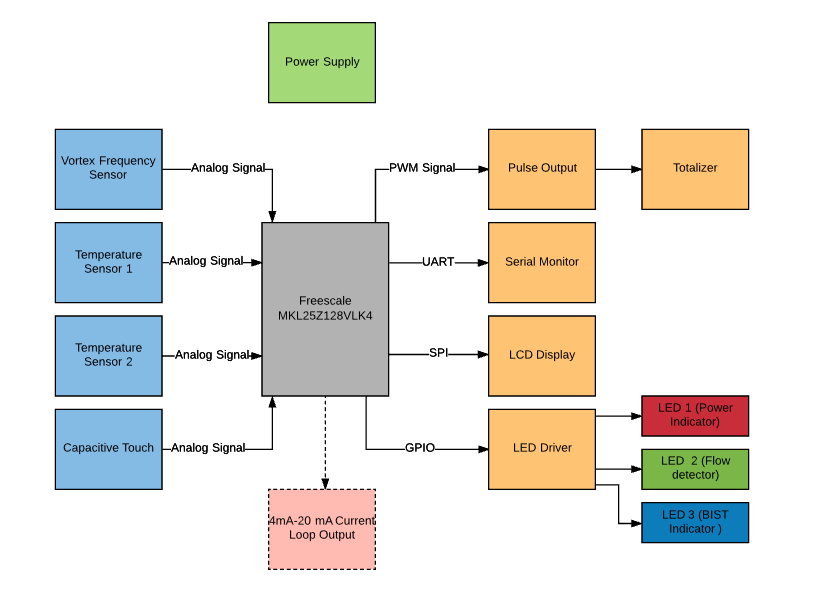 Power Supply
Vortex Frequency
Sensor
Analog Signal
PWM Signal
Pulse Output
Totalizer
Temperature
Sensor 1
Analog Signal
UART
Serial Monitor
Freescale
MKL25Z128VLK4
Temperature
Sensor 2
Analog Signal
SPI
LCD Display
Capacitive Touch
Analog Signal
GPIO
LED Driver
LED 1 (Power
Indicator)
LED 2 (Flow
detector)
LED 3 (BIST
Indicator )
4mA-20 mA Current
Loop Output